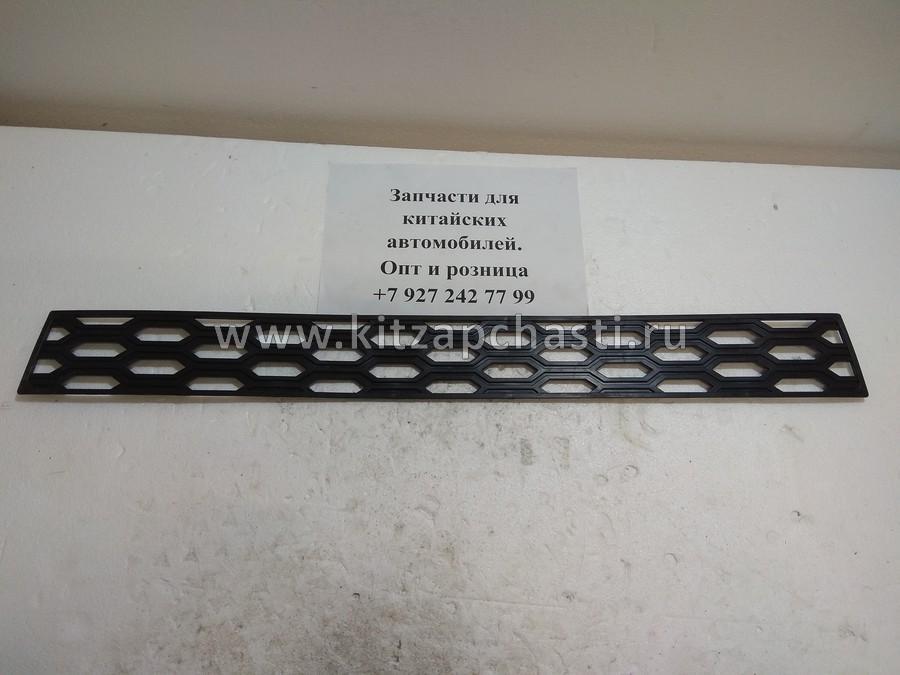 Запчасти для
китайских
автомобилей.
Опт и розница
+7 927 242 77 99
www.kitzapchasti.ru